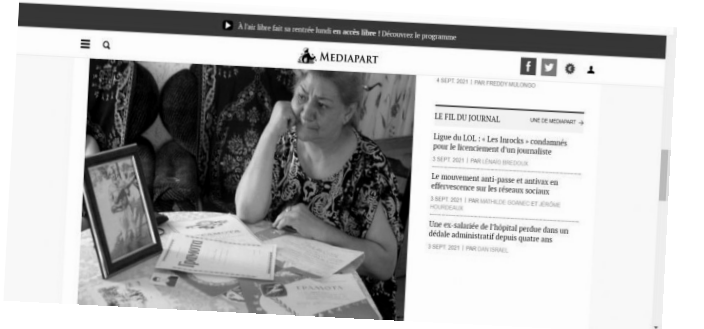 À l'air libre fait sa rentrée lundi en accès libre ! Découvrez le programme
MEDIAPART
4 SEPT. 2021 | PAR FREDDY MULONGO
LE FIL DU JOURNAL
UNE DE MEDIAPART →
Ligue du LOL : « Les Inrocks » condamnés
pour le licenciement d'un journaliste
3 SEPT. 2021 | PAR LÉNAÏG BREDOUX
Le mouvement anti-passe et antivax en
effervescence sur les réseaux sociaux
3 SEPT. 2021 | PAR MATHILDE GOANEC ET JÉRÔME
HOURDEAUX
Une ex-salariée de l'hôpital perdue dans un
dédale administratif depuis quatre ans
3 SEPT. 2021 | PAR DAN ISRAEL
Грамота
ГРАМОТА